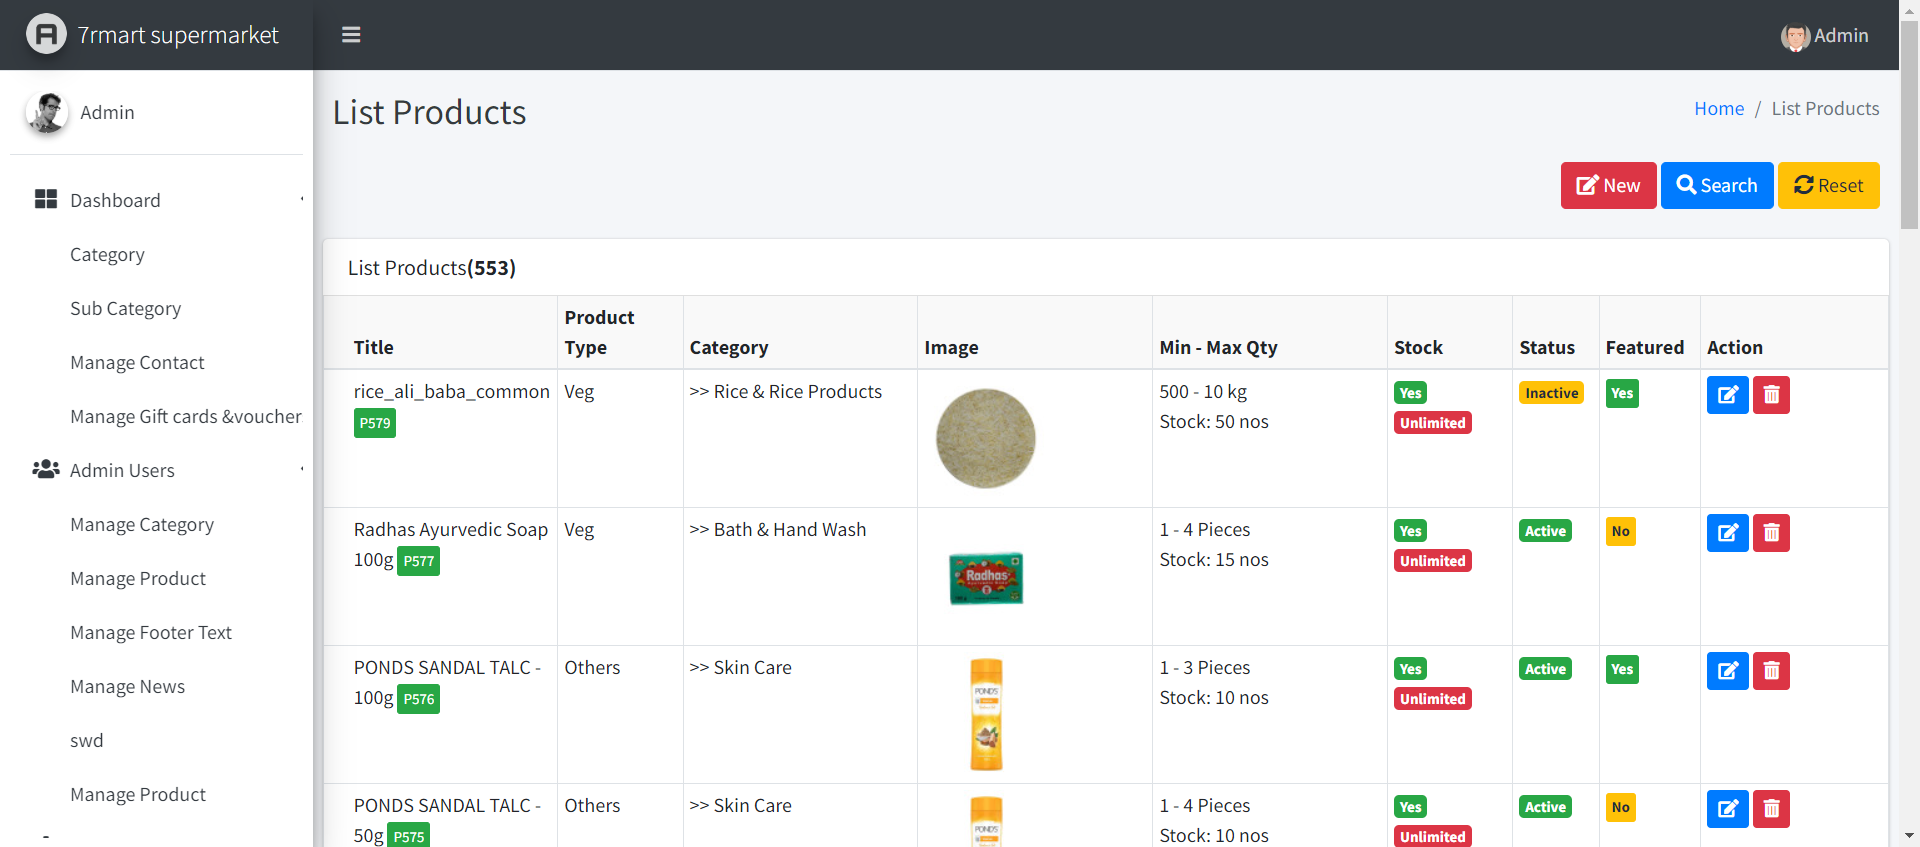 7rmart supermarket
Admin
Admin
List Products
Home / List Products
New Search Reset
Dashboard
Category
Sub Category
Manage Contact
Manage Gift cards &voucher
Admin Users
Manage Category
Manage Product
Manage Footer Text
Manage News
swd
Manage Product
List Products(553)
Title Product Type Category Image Min - Max Qty Stock Status Featured Action
rice_ali_baba_common Veg >> Rice & Rice Products 500 - 10 kg Yes Inactive Yes
P579 Stock: 50 nos Unlimited
Radhas Ayurvedic Soap Veg >> Bath & Hand Wash 1 - 4 Pieces Yes Active No
100g P577 Radhas Stock: 15 nos Unlimited
PONDS SANDAL TALC - Others >> Skin Care 1 - 3 Pieces Yes Active Yes
100g P576 POND'S Stock: 10 nos Unlimited
PONDS SANDAL TALC - Others >> Skin Care 1 - 4 Pieces Yes Active No
50g P575 POND'S Stock: 10 nos Unlimited